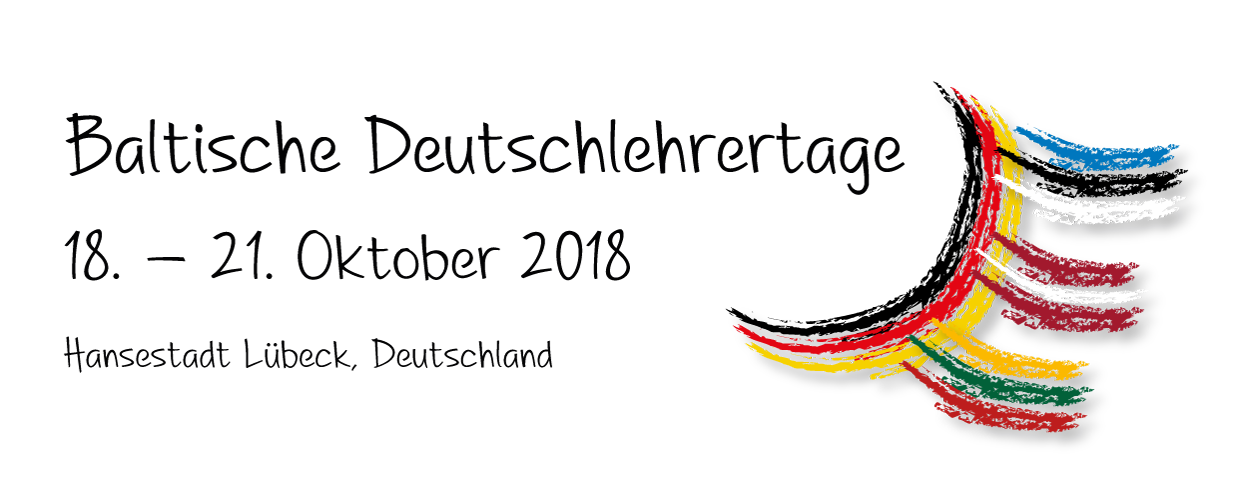 Baltische Deutschlehrertage
18. – 21. Oktober 2018
Hansestadt Lübeck, Deutschland